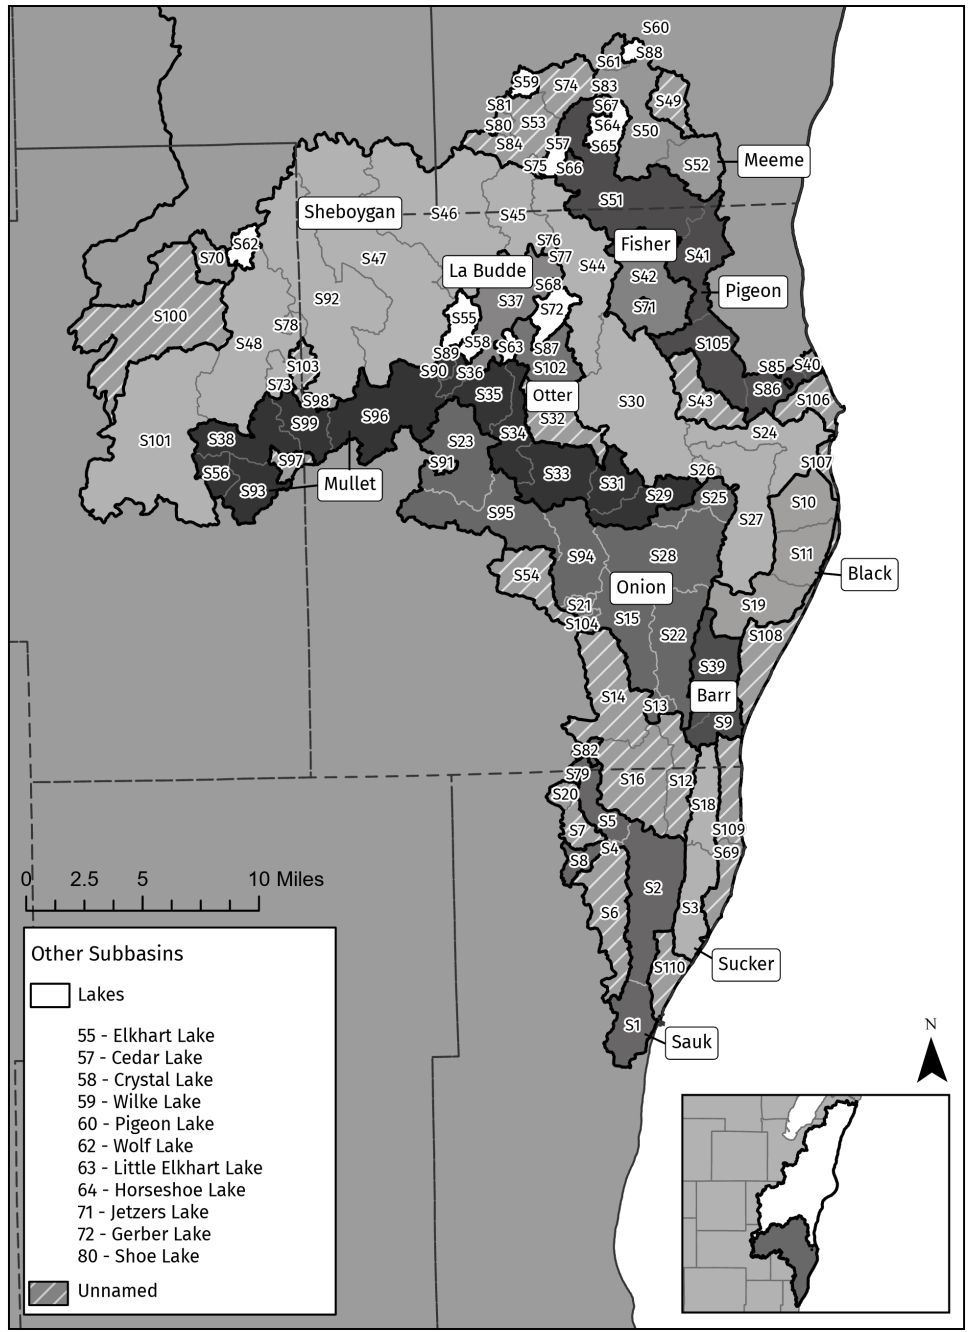 S60
S88
S61
S59
S74
S83
S49
S81
S67
S80
S53
S64
S50
S84
S57
S65
S75
S66
S52
Meeme
S51
Sheboygan
S46
S45
S62
S70
S76
Fisher
S41
S47
S77
S44
La Budde
S42
S68
Pigeon
S92
S37
S71
S72
S100
S55
S78
S48
S58
S63
S87
S105
S89
S103
S90
S36
S102
S85
S40
S73
S35
Otter
S86
S98
S30
S43
S106
S96
S99
S32
S101
S38
S23
S34
S24
S97
S91
S107
S56
Mullet
S33
S26
S93
S31
S29
S25
S10
S95
S27
S94
S28
S11
S54
Onion
Black
S21
S19
S104
S15
S22
S108
S39
S14
Barr
S13
S9
S82
S79
S16
S12
S20
S18
S7
S5
S109
S4
S69
S8
S2
S6
S3
S110
Sucker
S1
Sauk
0 2.5 5 10 Miles
Other Subbasins
Lakes
55 - Elkhart Lake
57 - Cedar Lake
58 - Crystal Lake
59 - Wilke Lake
60 - Pigeon Lake
62 - Wolf Lake
63 - Little Elkhart Lake
64 - Horseshoe Lake
71 - Jetzers Lake
72 - Gerber Lake
80 - Shoe Lake
Unnamed
N